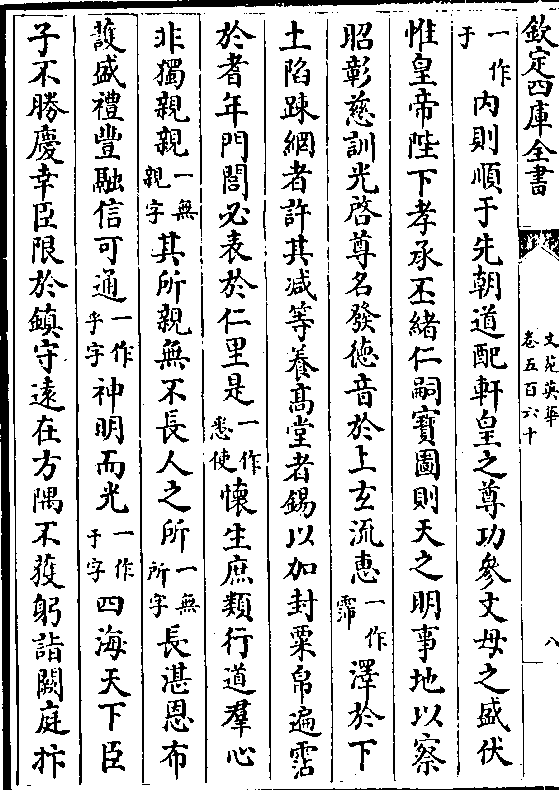 欽定四庫全書
文苑英華
卷五百六十
八
一作于內則順于先朝道配軒皇之尊功參文母之盛伏
惟皇帝陛下孝承丕緒仁嗣寶圖則天之明事地以察
昭彰慈訓光啓尊名發德音於上玄流惠一作霈澤於下
土陷踈網者許其减等養髙堂者錫以加封粟帛遍霑
於耆年門閭必表於仁里是一作悉使懷生庶類行道羣心
非獨親親一無親字其所親無不長人之所一無所字長湛恩布
護盛禮豐融信可通一作乎字神明而光一作于字四海天下臣
子不勝慶幸臣限於鎮守遠在方隅不獲躬詣闕庭抃